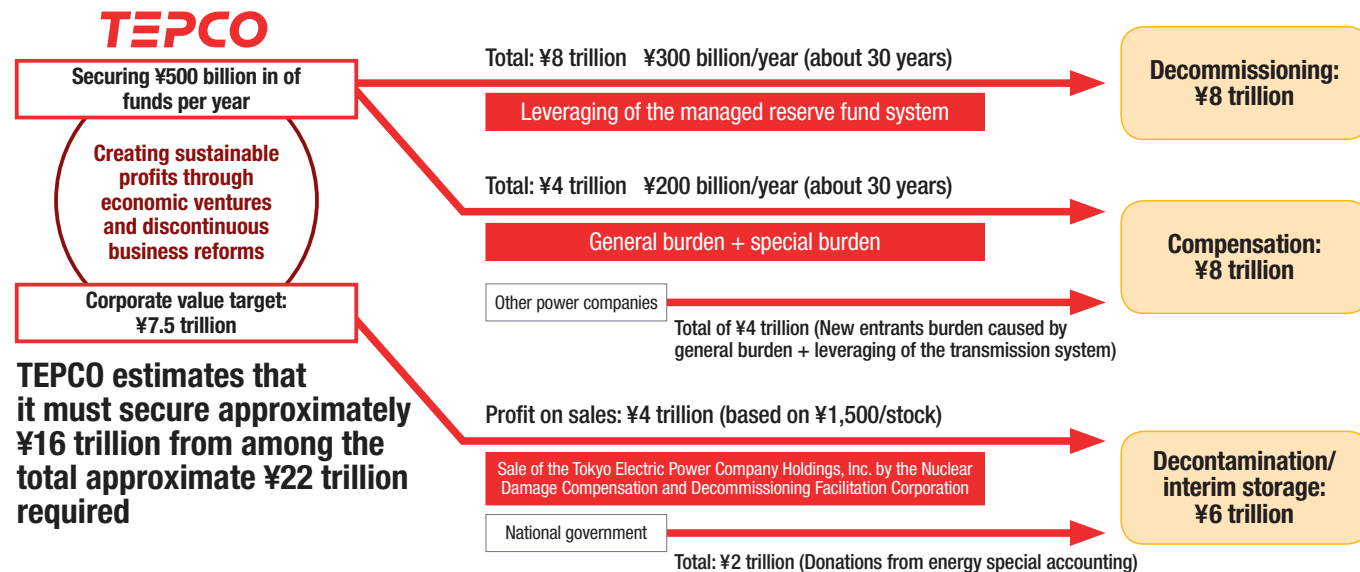 TEPCO
Securing ¥500 billion in of
funds per year
Creating sustainable
profits through
economic ventures
and discontinuous
business reforms
Corporate value target:
¥7.5 trillion
TEPCO estimates that
it must secure approximately
¥16 trillion from among the
total approximate ¥22 trillion
required
Total: ¥8 trillion ¥300 billion/year (about 30 years)
Leveraging of the managed reserve fund system
Decommissioning:
¥8 trillion
Total: ¥4 trillion ¥200 billion/year (about 30 years)
General burden + special burden
Other power companies
Total of ¥4 trillion (New entrants burden caused by
general burden + leveraging of the transmission system)
Compensation:
¥8 trillion
Profit on sales: ¥4 trillion (based on ¥1,500/stock)
Sale of the Tokyo Electric Power Company Holdings, Inc. by the Nuclear
Damage Compensation and Decommissioning Facilitation Corporation
National government
Total: ¥2 trillion (Donations from energy special accounting)
Decontamination/
interim storage:
¥6 trillion